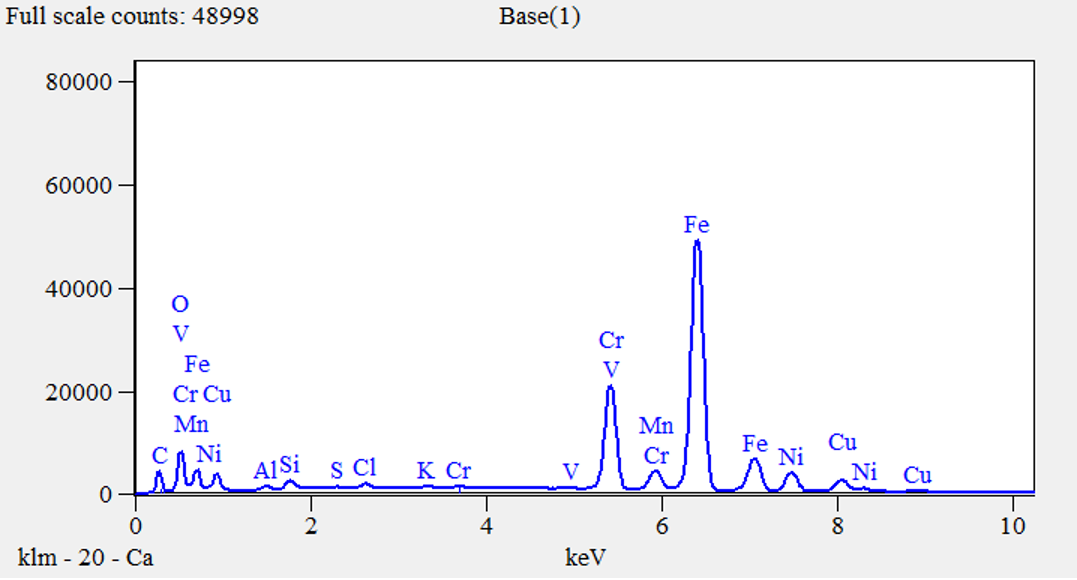 Full scale counts: 48998
Base(1)
80000
60000
40000
20000
0
O
V
Fe
Cr Cu
Mn
C
Ni
Al
Si
S
Cl
K
Cr
V
Cr
V
Mn
Cr
Fe
Fe
Ni
Cu
Ni
Cu
0 2 4 6 8 10
klm - 20 - Ca
keV